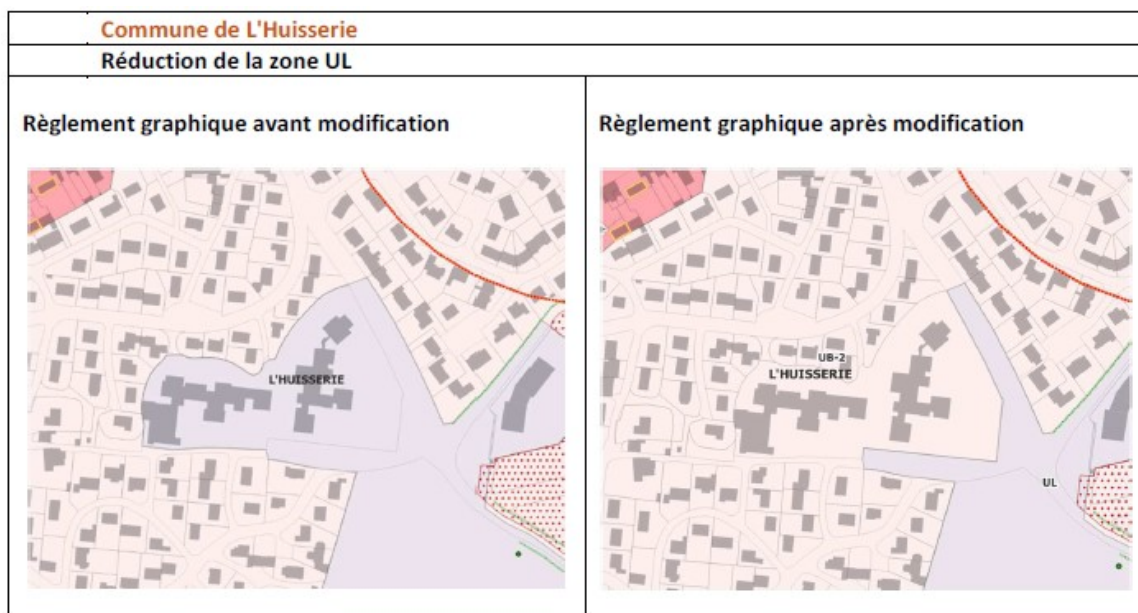 Commune de L'Huisserie
Réduction de la zone UL
Règlement graphique avant modification
Règlement graphique après modification
L'HUISSERIE
UB-2
L'HUISSERIE
UL